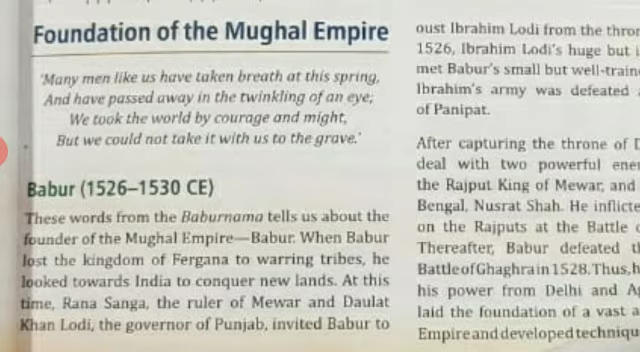 Foundation of the Mughal Empire
'Many men like us have taken breath at this spring,
And have passed away in the twinkling of an eye;
We took the world by courage and might,
But we could not take it with us to the grave.'
Babur (1526–1530 CE)
These words from the Baburnama tells us about the
founder of the Mughal Empire—Babur. When Babur
lost the kingdom of Fergana to warring tribes, he
looked towards India to conquer new lands. At this
time, Rana Sanga, the ruler of Mewar and Daulat
Khan Lodi, the governor of Punjab, invited Babur to
oust Ibrahim Lodi from the
1526, Ibrahim Lodi's huge but
met Babur's small but
Ibrahim's army was defeated
of Panipat.
After capturing the throne of
deal with two powerful
the Rajput King of Mewar, and
Bengal, Nusrat Shah. He
on the Rajputs at the Battle
Thereafter, Babur defeated
Battle of Ghaghra in 1528. Thus,
his power from Delhi and
laid the foundation of a vast
Empire and developed